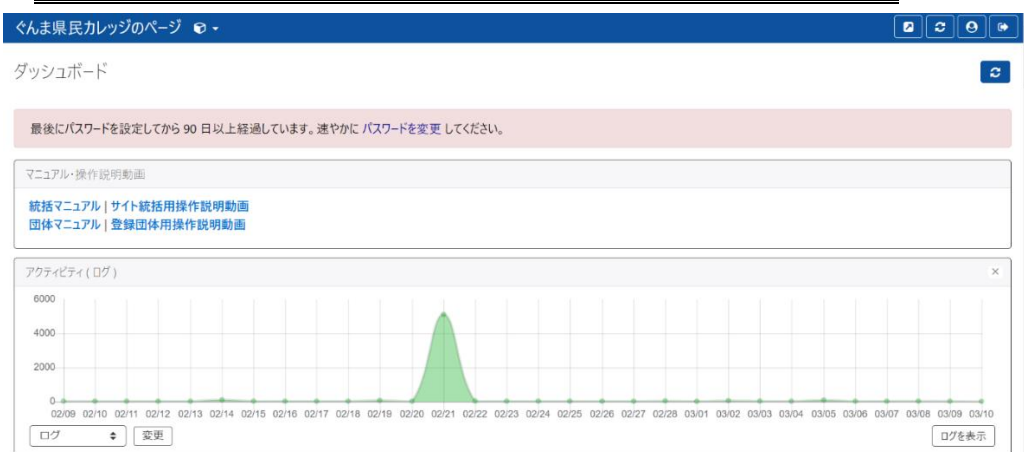 ぐんま県民カレッジのページ
ダッシュボード
最後にパスワードを設定してから 90 日以上経過しています。速やかに パスワードを変更 してください。
マニュアル・操作説明動画
統括マニュアル | サイト統括用操作説明動画
団体マニュアル | 登録団体用操作説明動画
アクティビティ ( ログ )
6000
4000
2000
0
02/09 02/10 02/11 02/12 02/13 02/14 02/15 02/16 02/17 02/18 02/19 02/20 02/21 02/22 02/23 02/24 02/25 02/26 02/27 02/28 03/01 03/02 03/03 03/04 03/05 03/06 03/07 03/08 03/09 03/10
ログ 変更 ログを表示